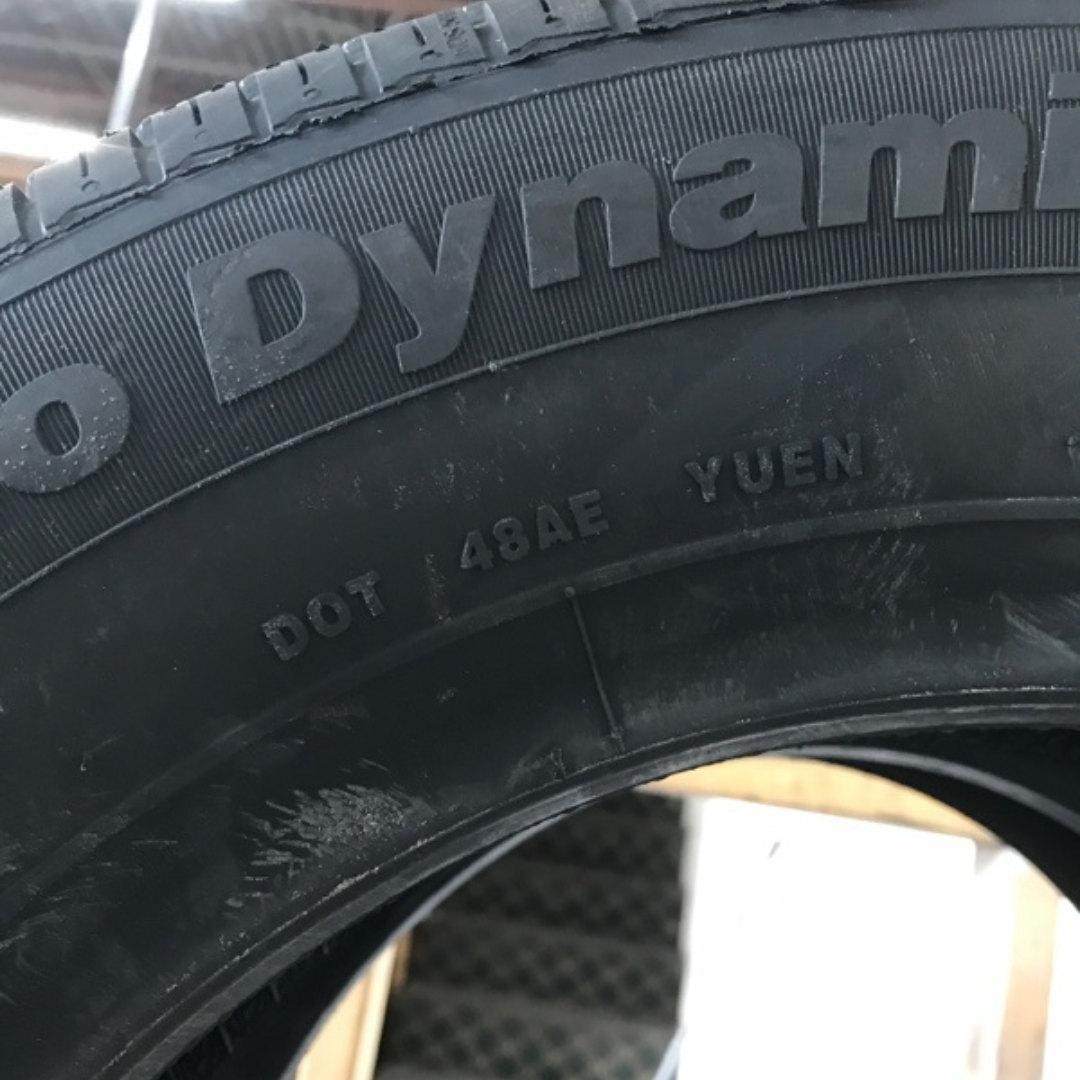 o Dynami
DOT 48AE YUEN